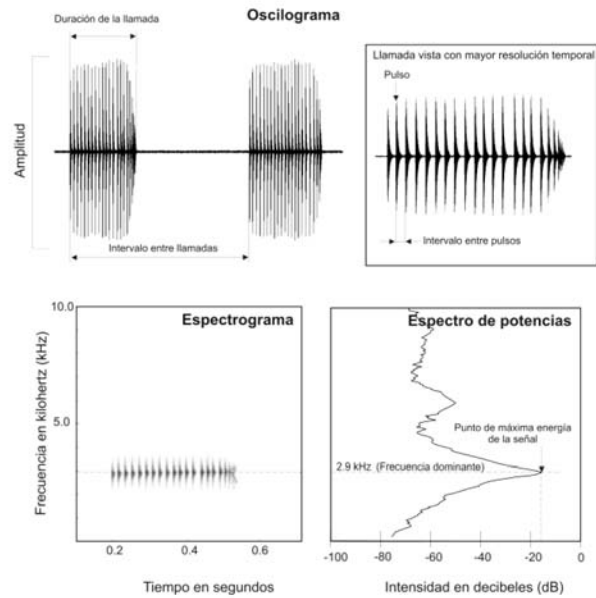 Oscilograma
Duración de la llamada
Amplitud
Intervalo entre llamadas
Llamada vista con mayor resolución temporal
Pulso
Intervalo entre pulsos
Espectrograma
Frecuencia en kilohertz (kHz)
10.0
5.0
0.2 0.4 0.6
Tiempo en segundos
Espectro de potencias
Punto de máxima energía
de la señal
2.9 kHz (Frecuencia dominante)
-100 -80 -60 -40 -20 0
Intensidad en decibeles (dB)